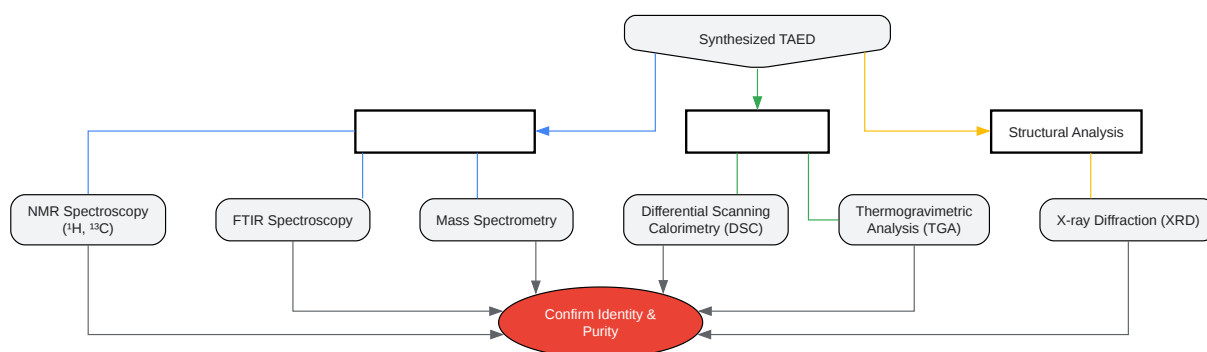 Synthesized TAED
Structural Analysis
NMR Spectroscopy
(¹H, ¹³C)
FTIR Spectroscopy
Mass Spectrometry
Differential Scanning
Calorimetry (DSC)
Thermogravimetric
Analysis (TGA)
X-ray Diffraction (XRD)
Confirm Identity &
Purity